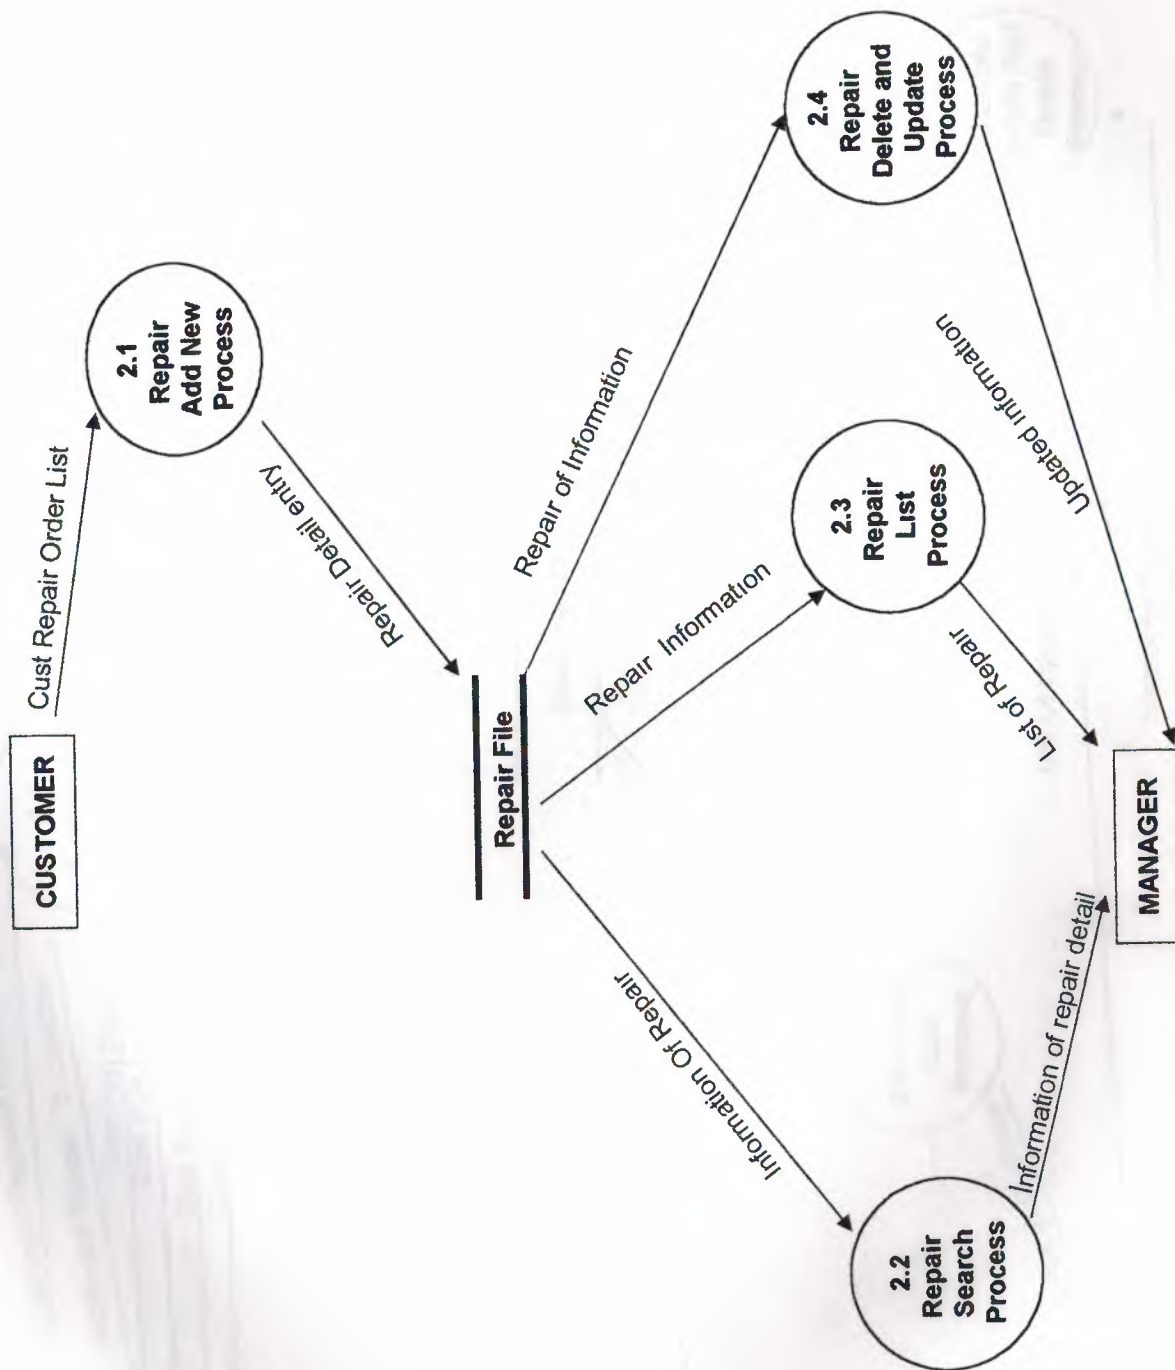 CUSTOMER
Cust Repair Order List
2.1
Repair
Add New
Process
Repair Detail entry
Repair File
Information Of Repair
Repair Information
Repair of Information
2.2
Repair
Search
Process
2.3
Repair
List
Process
2.4
Repair
Delete and
Update
Process
Information of repair detail
List of Repair
Updated information
MANAGER